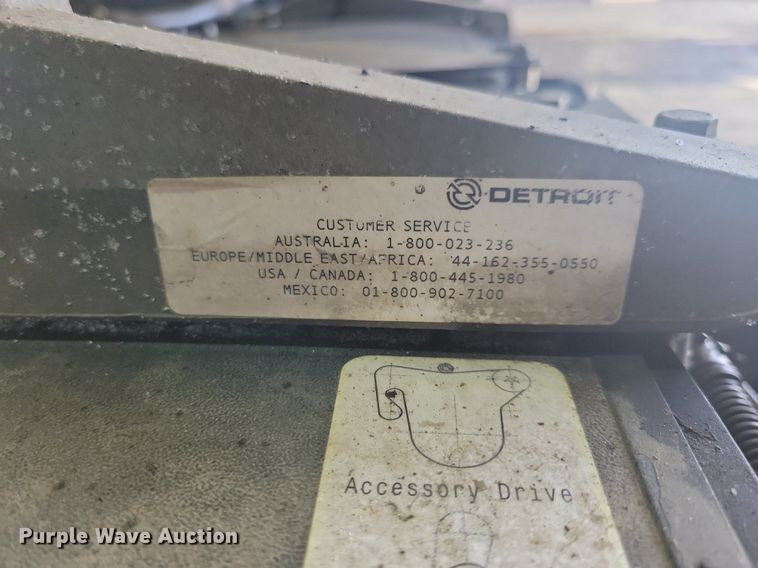 DETROIT
CUSTOMER SERVICE
AUSTRALIA: 1-800-023-236
EUROPE/MIDDLE EAST/AFRICA: 44-162-355-0550
USA / CANADA: 1-800-445-1980
MEXICO: 01-800-902-7100
Accessory Drive
Purple Wave Auction®